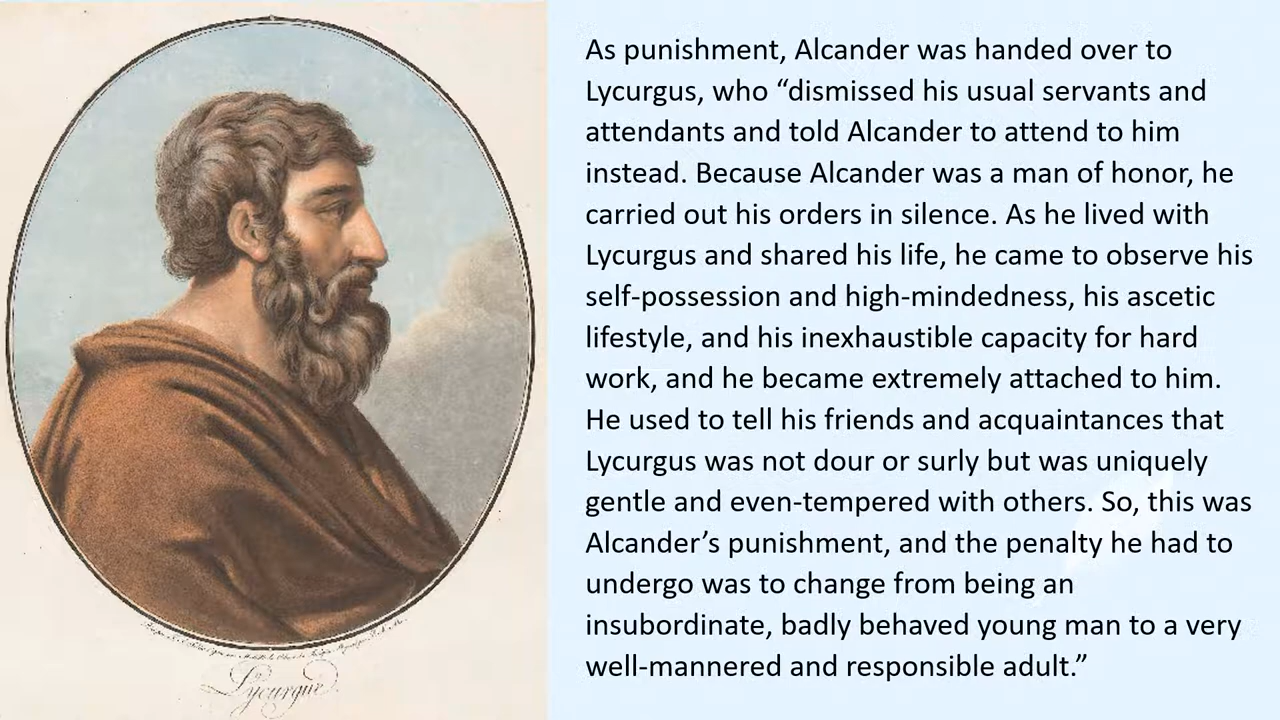 As punishment, Alcander was handed over to
Lycurgus, who “dismissed his usual servants and
attendants and told Alcander to attend to him
instead. Because Alcander was a man of honor, he
carried out his orders in silence. As he lived with
Lycurgus and shared his life, he came to observe his
self-possession and high-mindedness, his ascetic
lifestyle, and his inexhaustible capacity for hard
work, and he became extremely attached to him.
He used to tell his friends and acquaintances that
Lycurgus was not dour or surly but was uniquely
gentle and even-tempered with others. So, this was
Alcander’s punishment, and the penalty he had to
undergo was to change from being an
insubordinate, badly behaved young man to a very
well-mannered and responsible adult.”
Lycurgue